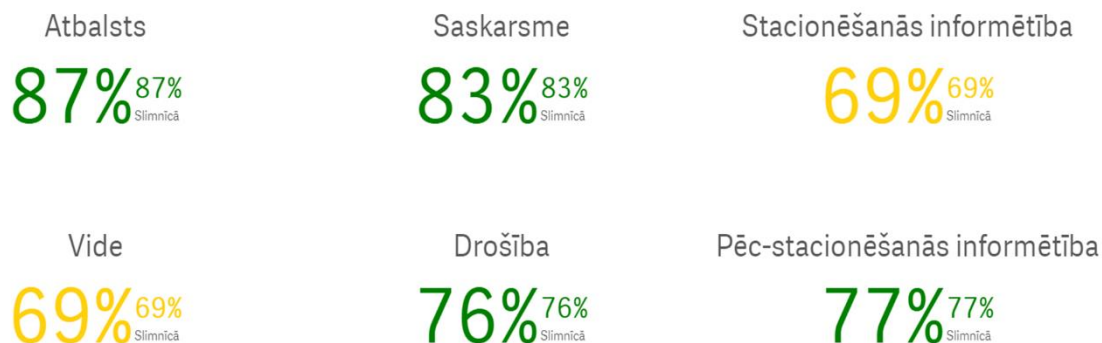 Atbalsts
87% 87%
Slimnīcā
Saskarsme
83% 83%
Slimnīcā
Stacionēšanās informētība
69% 69%
Slimnīcā
Vide
69% 69%
Slimnīcā
Drošība
76% 76%
Slimnīcā
Pēc-stacionēšanās informētība
77% 77%
Slimnīcā